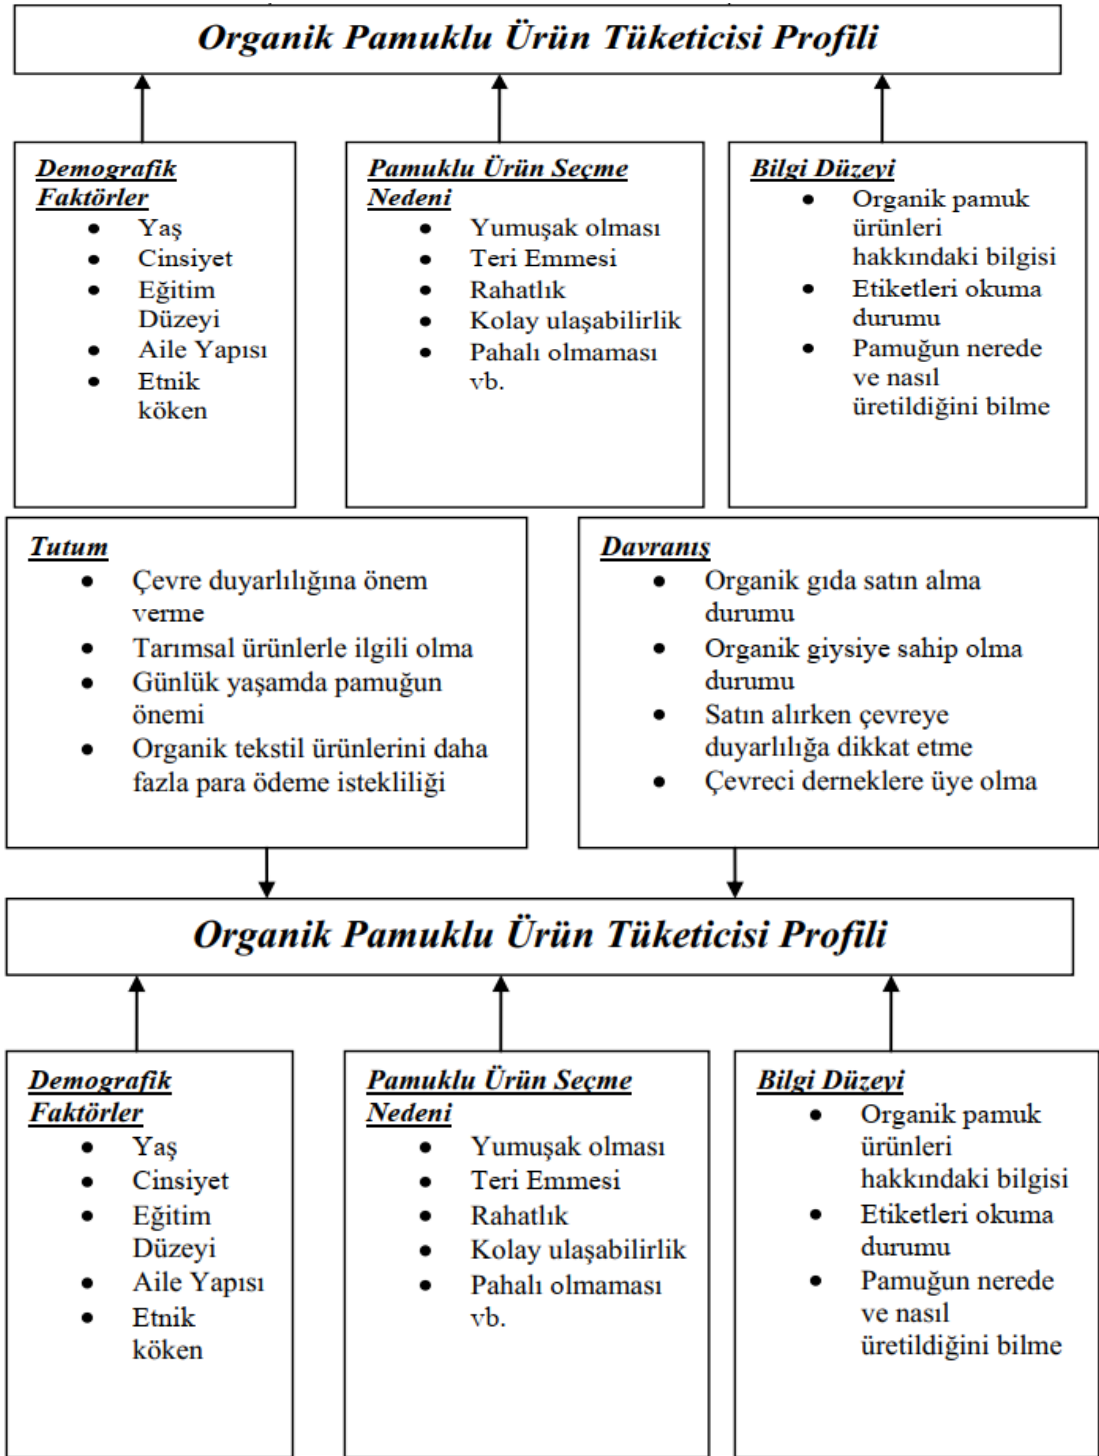 Organik Pamuklu Ürün Tüketicisi Profili
Demografik
Faktörler
• Yaş
• Cinsiyet
• Eğitim
Düzeyi
• Aile Yapısı
• Etnik
köken
Pamuklu Ürün Seçme
Nedeni
• Yumuşak olması
• Teri Emmesi
• Rahatlık
• Kolay ulaşabilirlik
• Pahalı olmaması
vb.
Bilgi Düzeyi
• Organik pamuk
ürünleri
hakkındaki bilgisi
• Etiketleri okuma
durumu
• Pamuğun nerede
ve nasıl
üretildiğini bilme
Tutum
• Çevre duyarlılığına önem
verme
• Tarımsal ürünlerle ilgili olma
• Günlük yaşamda pamuğun
önemi
• Organik tekstil ürünlerini daha
fazla para ödeme istekliliği
Davranış
• Organik gıda satın alma
durumu
• Organik giysiye sahip olma
durumu
• Satın alırken çevreye
duyarlılığa dikkat etme
• Çevreci derneklere üye olma
Organik Pamuklu Ürün Tüketicisi Profili
Demografik
Faktörler
• Yaş
• Cinsiyet
• Eğitim
Düzeyi
• Aile Yapısı
• Etnik
köken
Pamuklu Ürün Seçme
Nedeni
• Yumuşak olması
• Teri Emmesi
• Rahatlık
• Kolay ulaşabilirlik
• Pahalı olmaması
vb.
Bilgi Düzeyi
• Organik pamuk
ürünleri
hakkındaki bilgisi
• Etiketleri okuma
durumu
• Pamuğun nerede
ve nasıl
üretildiğini bilme